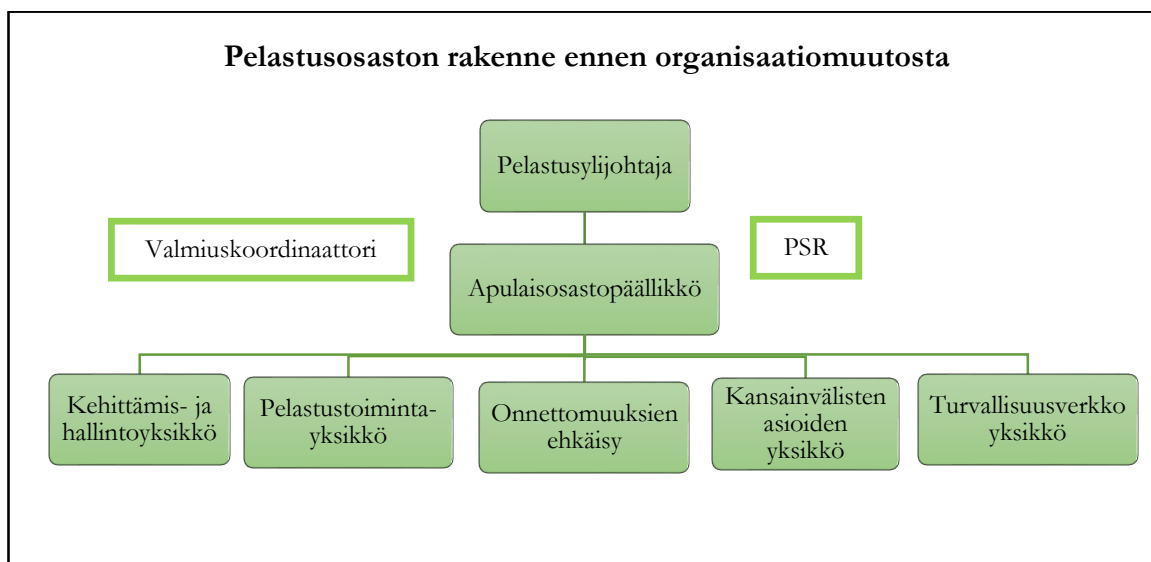 Pelastusosaston rakenne ennen organisaatiomuutosta
Pelastusylijohtaja
Valmiuskoordinaattori
PSR
Apulaisosastopäällikkö
Kehittämis- ja
hallintoyksikkö
Pelastustoiminta-
yksikkö
Onnettomuuksien
ehkäisy
Kansainvälisten
asioiden
yksikkö
Turvallisuusverkko
yksikkö